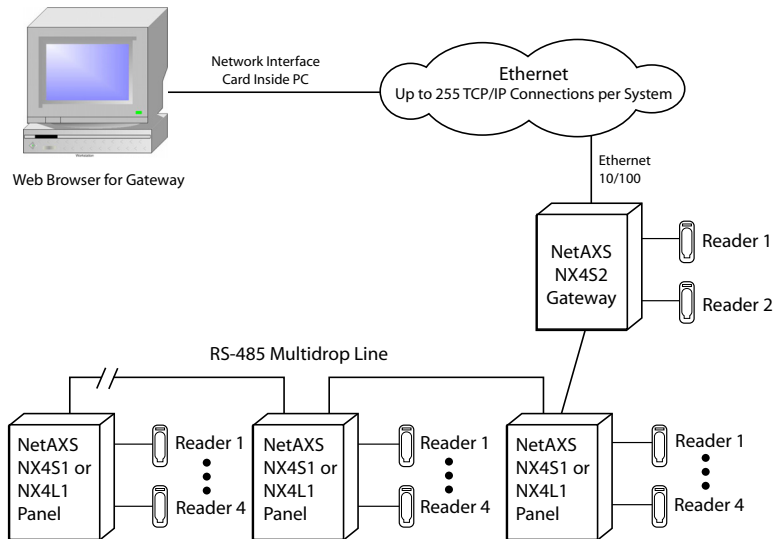 Network Interface
Card Inside PC
Ethernet
Up to 255 TCP/IP Connections per System
Workstation
Web Browser for Gateway
Ethernet
10/100
NetAXS
NX4S2
Gateway
Reader 1
Reader 2
RS-485 Multidrop Line
NetAXS
NX4S1 or
NX4L1
Panel
Reader 1
Reader 4
NetAXS
NX4S1 or
NX4L1
Panel
Reader 1
Reader 4
NetAXS
NX4S1 or
NX4L1
Panel
Reader 1
Reader 4